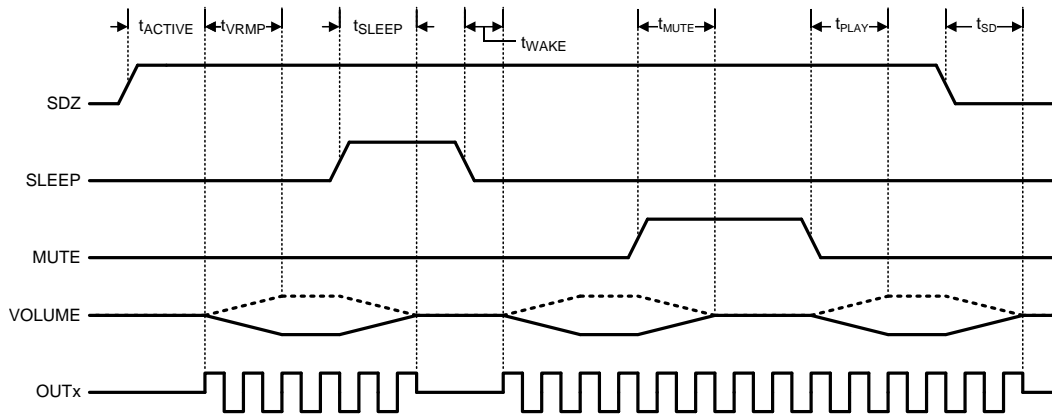 tACTIVE tVRMP tSLEEP tWAKE tMUTE tPLAY tSD
SDZ
SLEEP
MUTE
VOLUME
OUTx